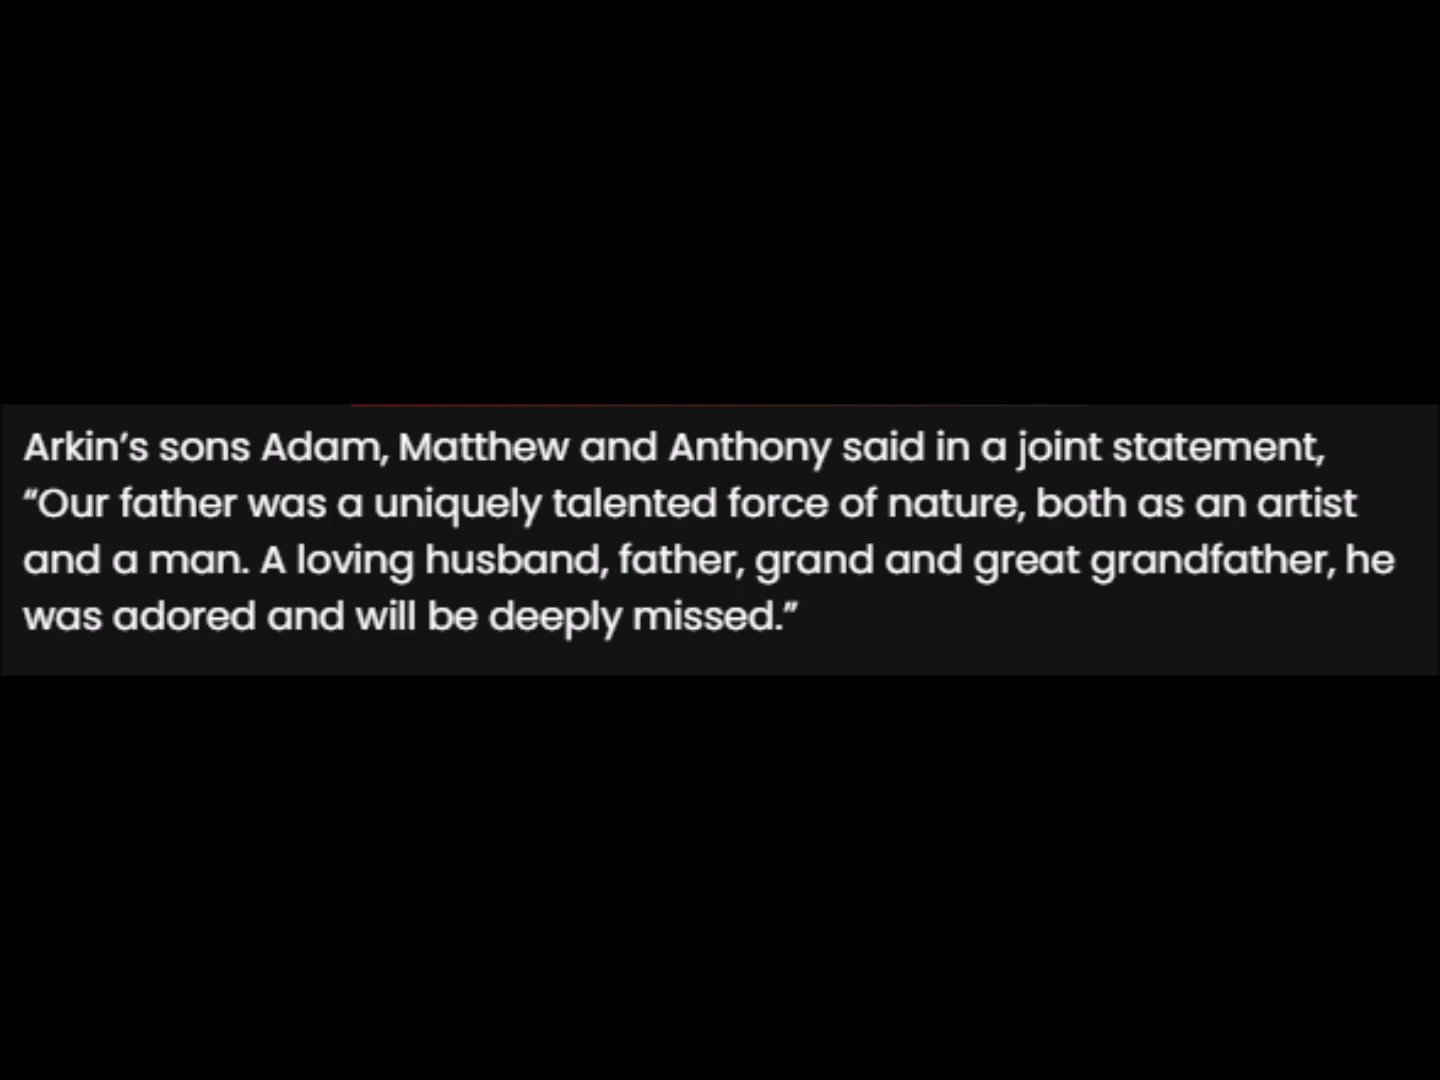 Arkin’s sons Adam, Matthew and Anthony said in a joint statement,
“Our father was a uniquely talented force of nature, both as an artist
and a man. A loving husband, father, grand and great grandfather, he
was adored and will be deeply missed.”